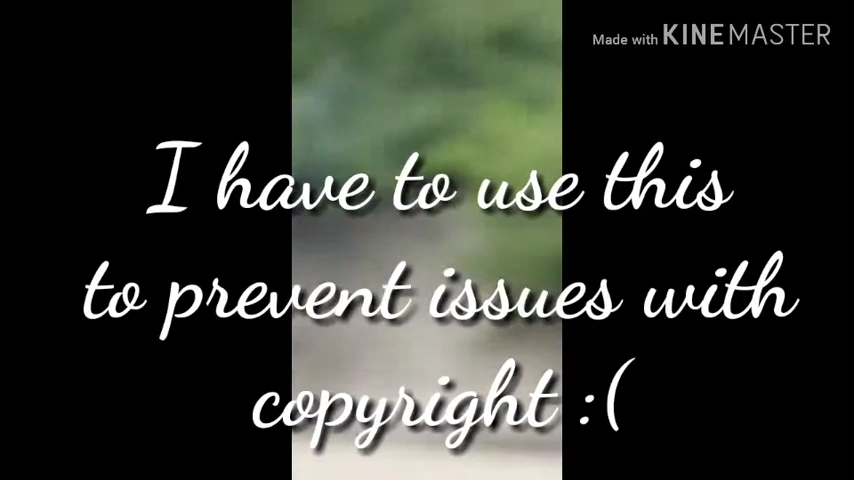 Made with KINEMASTER
I have to use this
to prevent issues with
copyright :(